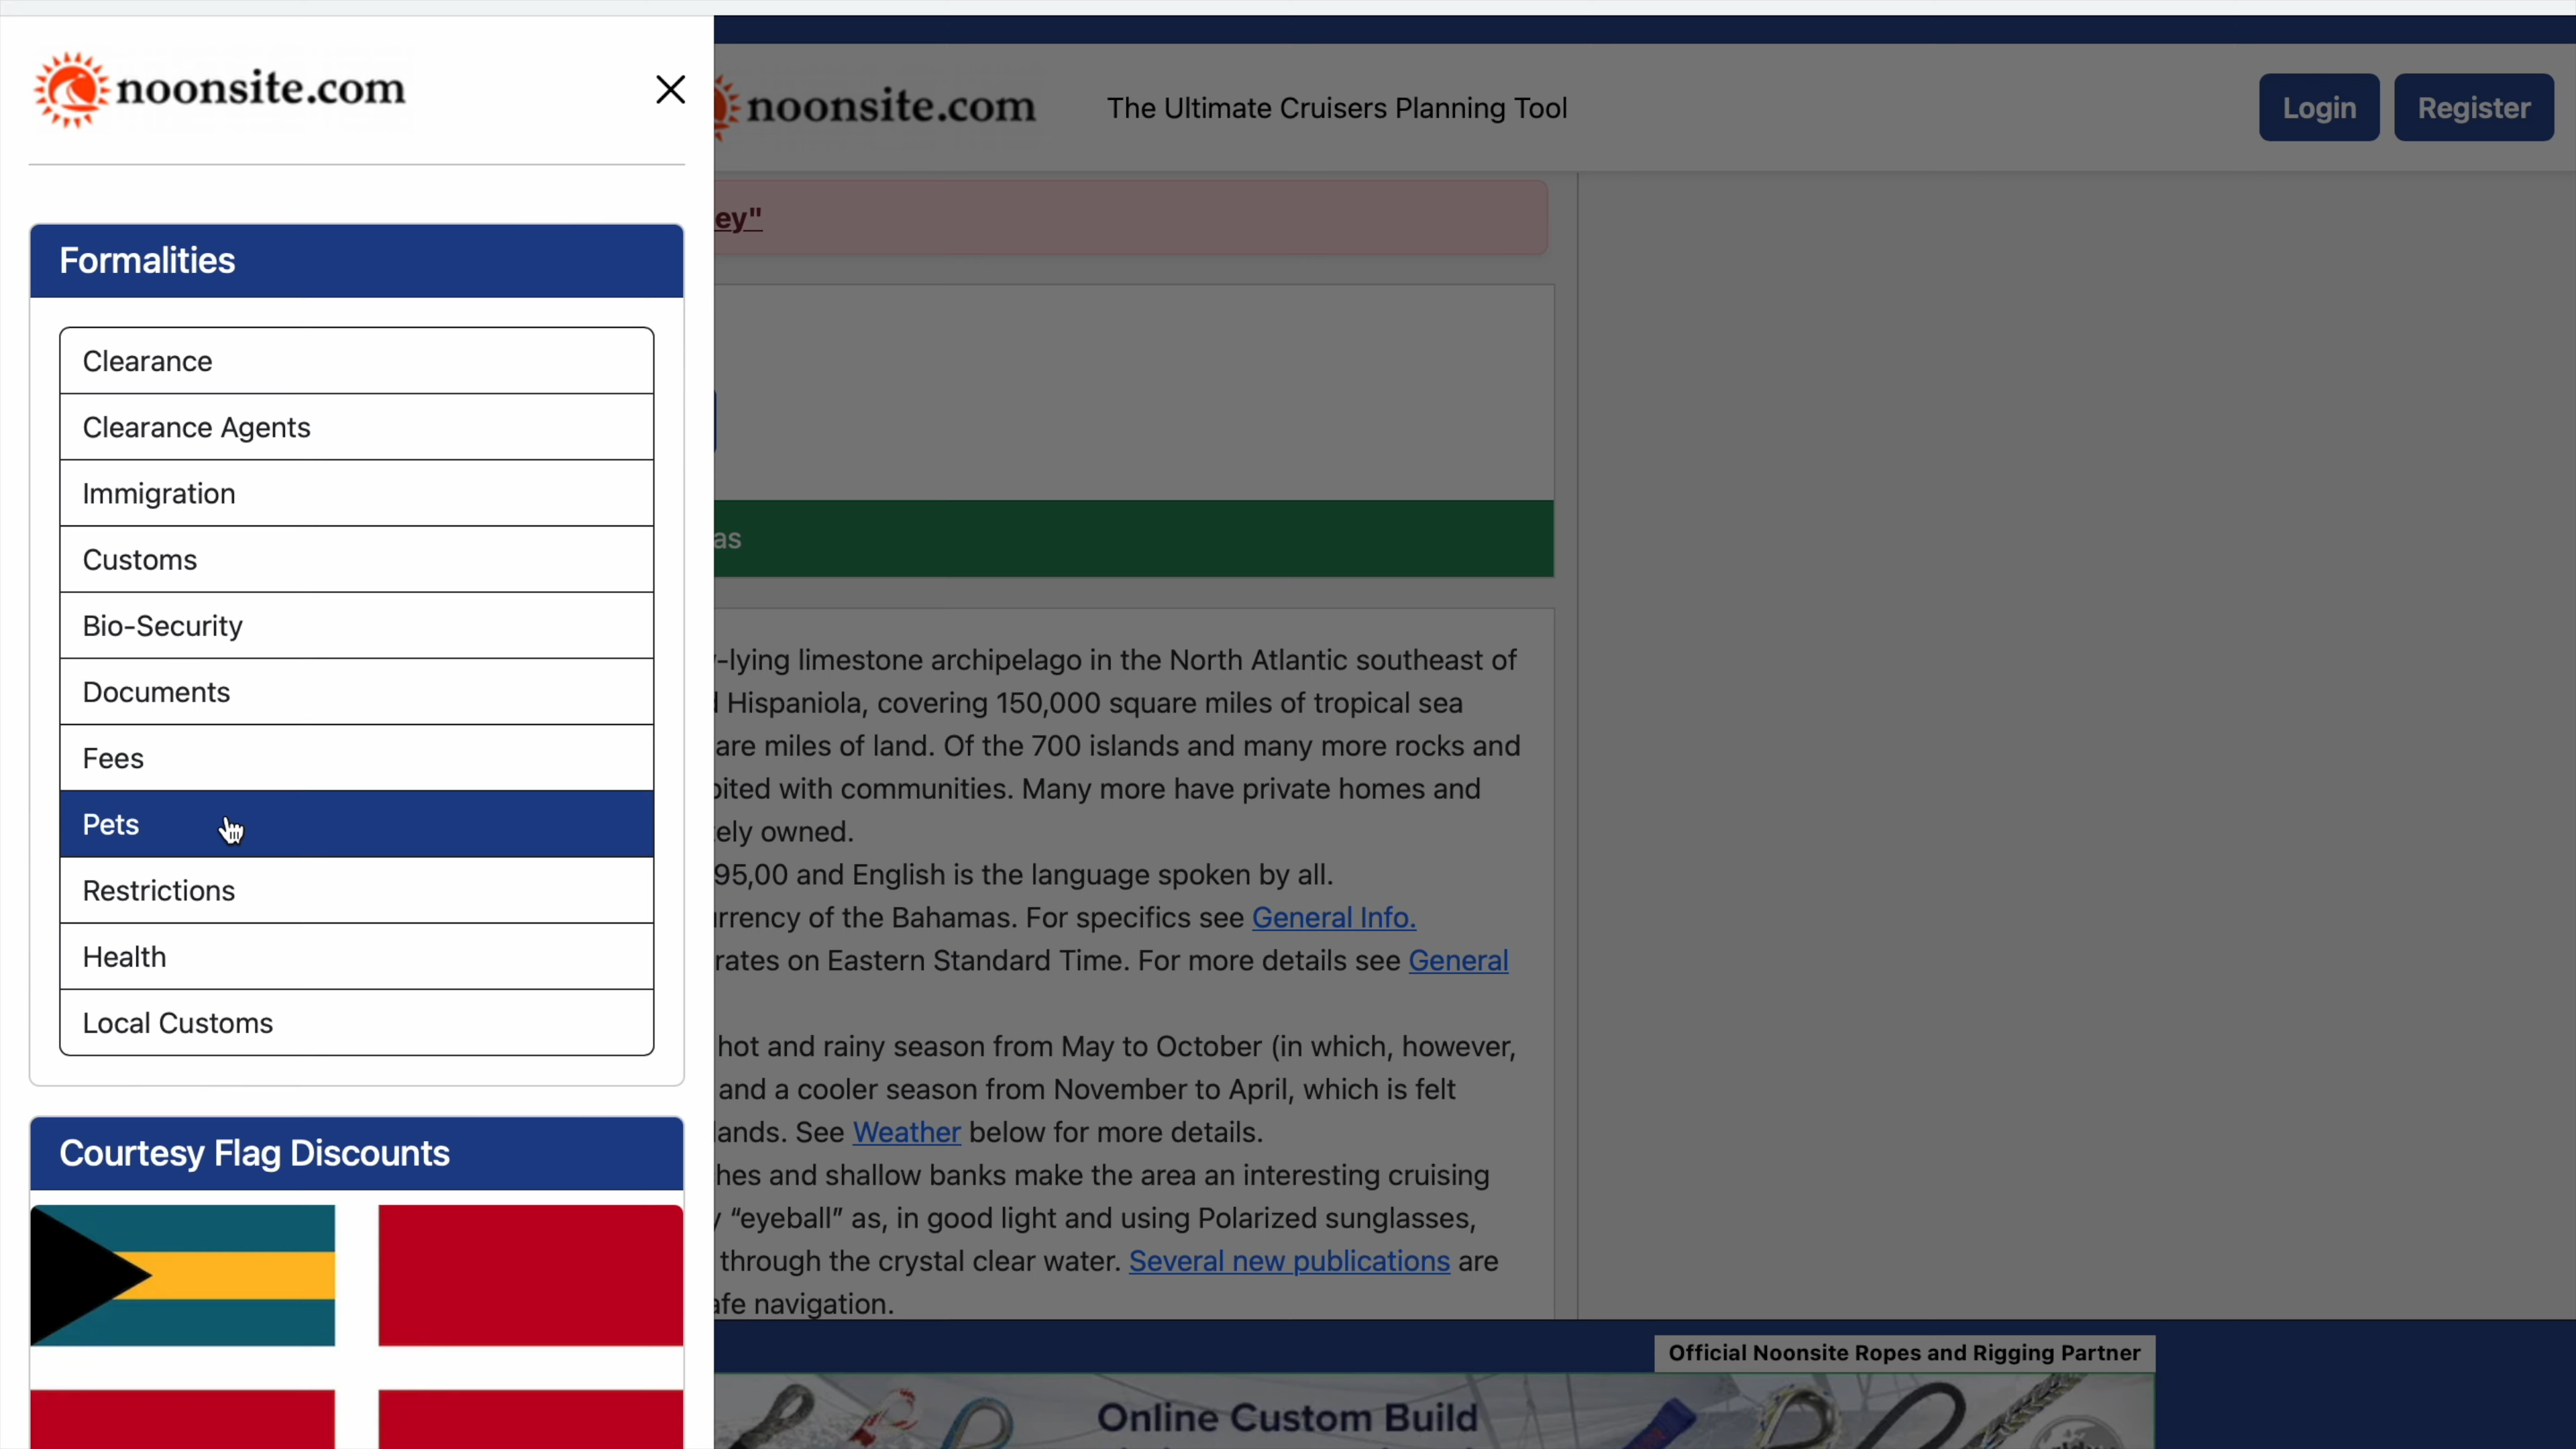 noonsite.com
Formalities
Clearance
Clearance Agents
Immigration
Customs
Bio-Security
Documents
Fees
Pets
Restrictions
Health
Local Customs
Courtesy Flag Discounts
noonsite.com
The Ultimate Cruisers Planning Tool
Login
Register
ey"
as
-lying limestone archipelago in the North Atlantic southeast of
Hispaniola, covering 150,000 square miles of tropical sea
are miles of land. Of the 700 islands and many more rocks and
bited with communities. Many more have private homes and
ely owned.
95,00 and English is the language spoken by all.
rrency of the Bahamas. For specifics see General Info.
rates on Eastern Standard Time. For more details see General
hot and rainy season from May to October (in which, however,
and a cooler season from November to April, which is felt
lands. See Weather below for more details.
hes and shallow banks make the area an interesting cruising
“eyeball” as, in good light and using Polarized sunglasses,
through the crystal clear water. Several new publications are
afe navigation.
Official Noonsite Ropes and Rigging Partner
Online Custom Build